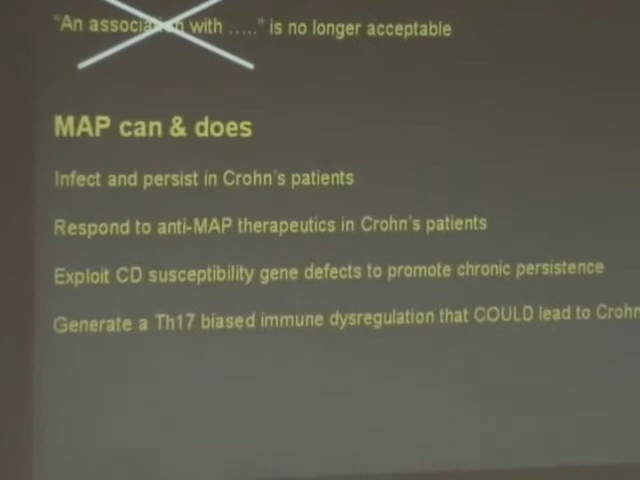 "An association with ....." is no longer acceptable
MAP can & does
Infect and persist in Crohn's patients
Respond to anti-MAP therapeutics in Crohn's patients
Exploit CD susceptibility gene defects to promote chronic persistence
Generate a Th17 biased immune dysregulation that COULD lead to Crohn